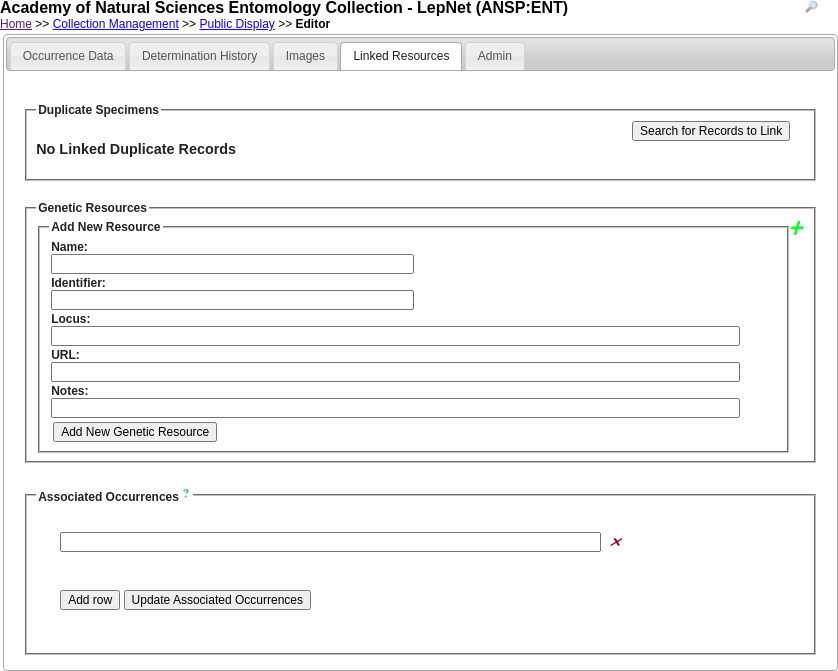 Academy of Natural Sciences Entomology Collection - LepNet (ANSP:ENT)
Home >> Collection Management >> Public Display >> Editor
Occurrence Data Determination History Images Linked Resources Admin
Duplicate Specimens
Search for Records to Link
No Linked Duplicate Records
Genetic Resources
Add New Resource
Name:
Identifier:
Locus:
URL:
Notes:
Add New Genetic Resource
Associated Occurrences ?
Add row Update Associated Occurrences